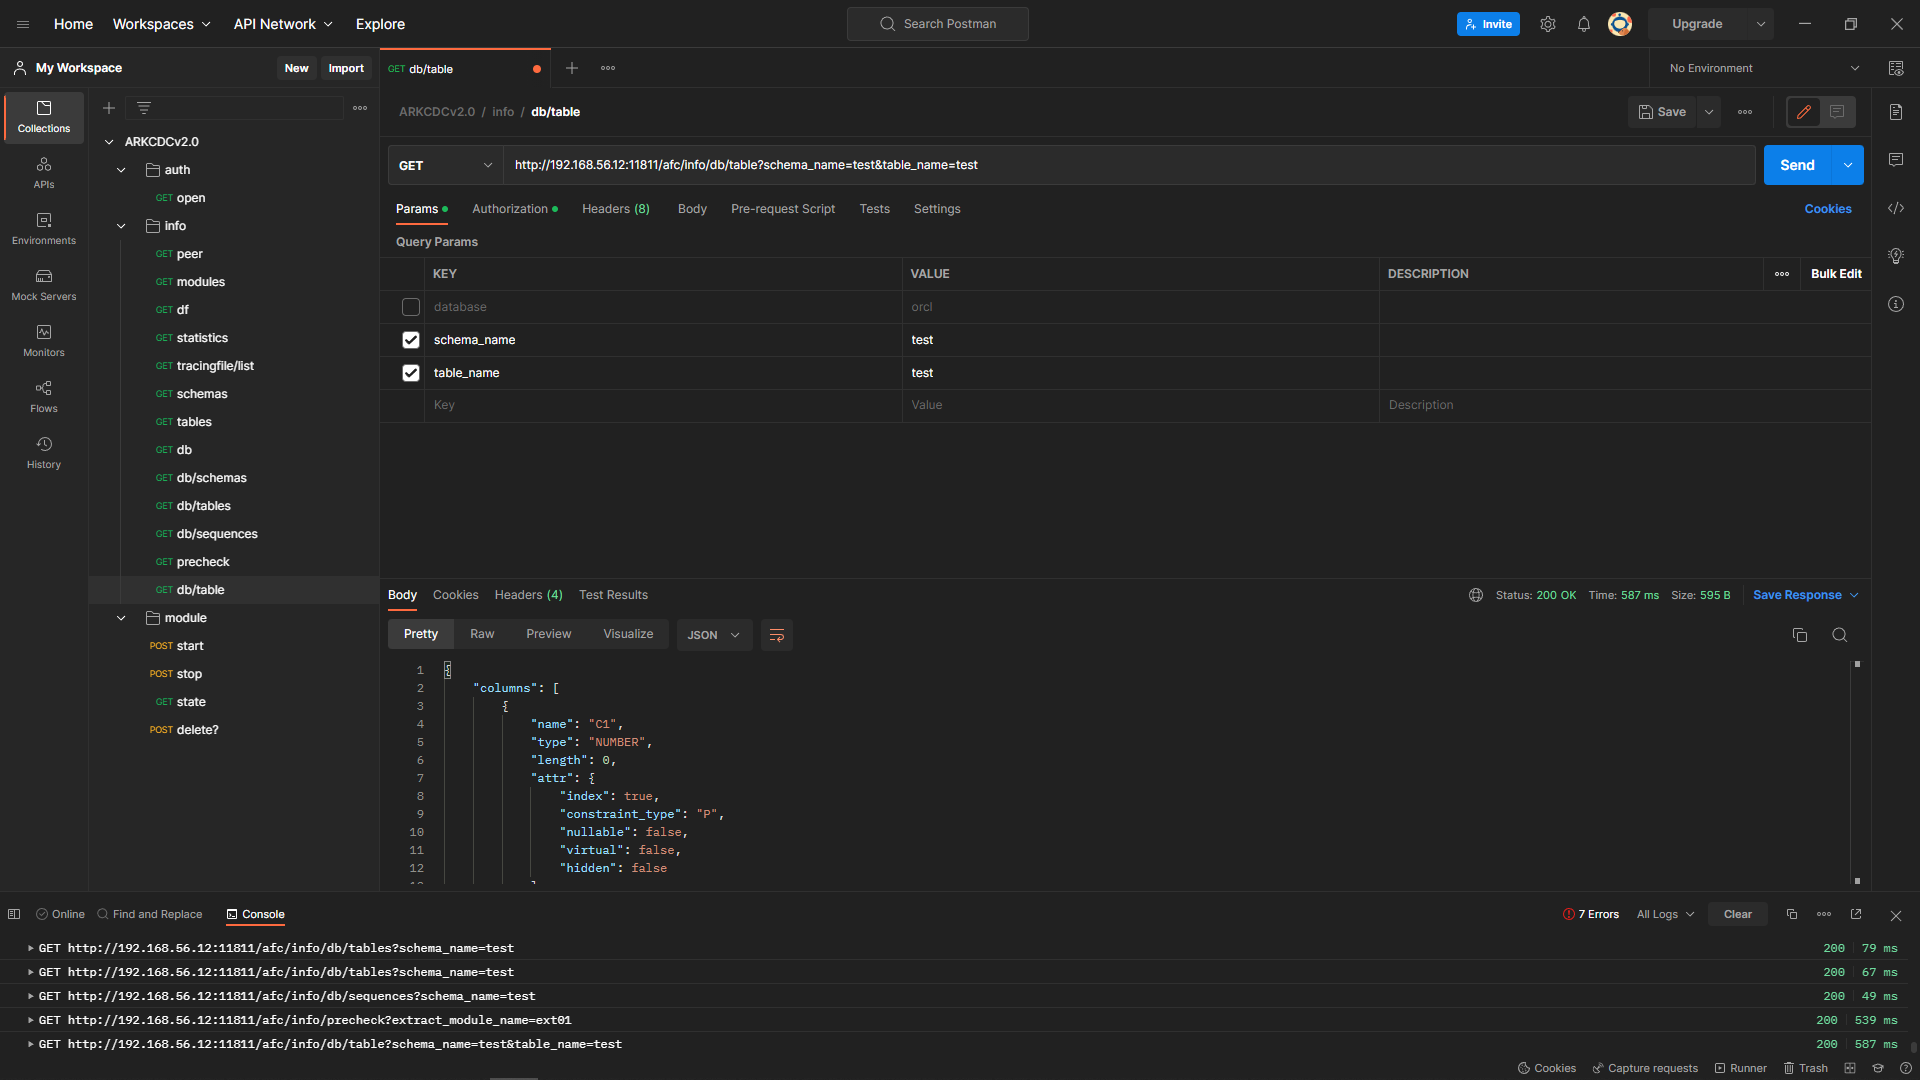 Home Workspaces API Network Explore Search Postman Invite Upgrade
My Workspace New Import GET db/table No Environment
Collections
APIs
Environments
Mock Servers
Monitors
Flows
History
ARKCDCv2.0
auth
GET open
info
GET peer
GET modules
GET df
GET statistics
GET tracingfile/list
GET schemas
GET tables
GET db
GET db/schemas
GET db/tables
GET db/sequences
GET precheck
GET db/table
module
POST start
POST stop
GET state
POST delete?
ARKCDCv2.0 / info / db/table Save
GET http://192.168.56.12:11811/afc/info/db/table?schema_name=test&table_name=test Send
Params Authorization Headers (8) Body Pre-request Script Tests Settings Cookies
Query Params
KEY VALUE DESCRIPTION Bulk Edit
database orcl
schema_name test
table_name test
Key Value Description
Body Cookies Headers (4) Test Results Status: 200 OK Time: 587 ms Size: 595 B Save Response
Pretty Raw Preview Visualize JSON
1 {
2 "columns": [
3 {
4 "name": "C1",
5 "type": "NUMBER",
6 "length": 0,
7 "attr": {
8 "index": true,
9 "constraint_type": "P",
10 "nullable": false,
11 "virtual": false,
12 "hidden": false
Online Find and Replace Console 7 Errors All Logs Clear
GET http://192.168.56.12:11811/afc/info/db/tables?schema_name=test 200 79 ms
GET http://192.168.56.12:11811/afc/info/db/tables?schema_name=test 200 67 ms
GET http://192.168.56.12:11811/afc/info/db/sequences?schema_name=test 200 49 ms
GET http://192.168.56.12:11811/afc/info/precheck?extract_module_name=ext01 200 539 ms
GET http://192.168.56.12:11811/afc/info/db/table?schema_name=test&table_name=test 200 587 ms
Cookies Capture requests Runner Trash